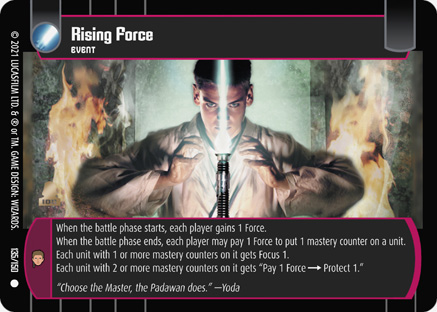 Rising Force
EVENT
When the battle phase starts, each player gains 1 Force.
When the battle phase ends, each player may pay 1 Force to put 1 mastery counter on a unit.
Each unit with 1 or more mastery counters on it gets Focus 1.
Each unit with 2 or more mastery counters on it gets "Pay 1 Force → Protect 1."
"Choose the Master, the Padawan does." —Yoda
© 2021 LUCASFILM LTD. & ® or TM. GAME DESIGN: WIZARDS.